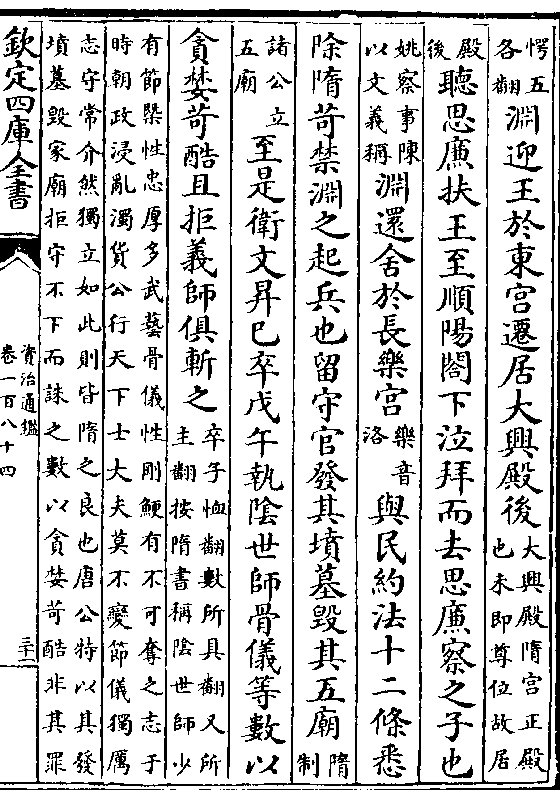 愕五各翻淵迎王於東宮遷居大興殿後大興殿隋宮正殿也未即尊位故居
殿後聽思廉扶王至順陽閤下泣拜而去思廉察之子也
姚察事陳以文義稱淵還舍於長樂宮樂音洛與民約法十二條悉
除隋苛禁淵之起兵也留守官發其墳墓毀其五廟隋制
諸公立五廟至是衛文昇已卒戊午執陰世師骨儀等數以
貪婪苛酷且拒義師俱斬之卒子恤翻數所具翻又所主翻按隋書稱陰世師少
有節槩性忠厚多武藝骨儀性剛鯁有不可奪之志于
時朝政浸亂濁貨公行天下士大夫莫不變節儀獨厲
志守常介然獨立如此則皆隋之良也唐公特以其發
墳墓毀家廟拒守不下而誅之數以貪婪苛酷非其罪
欽定四庫全書
資治通鑑
卷一百八十四